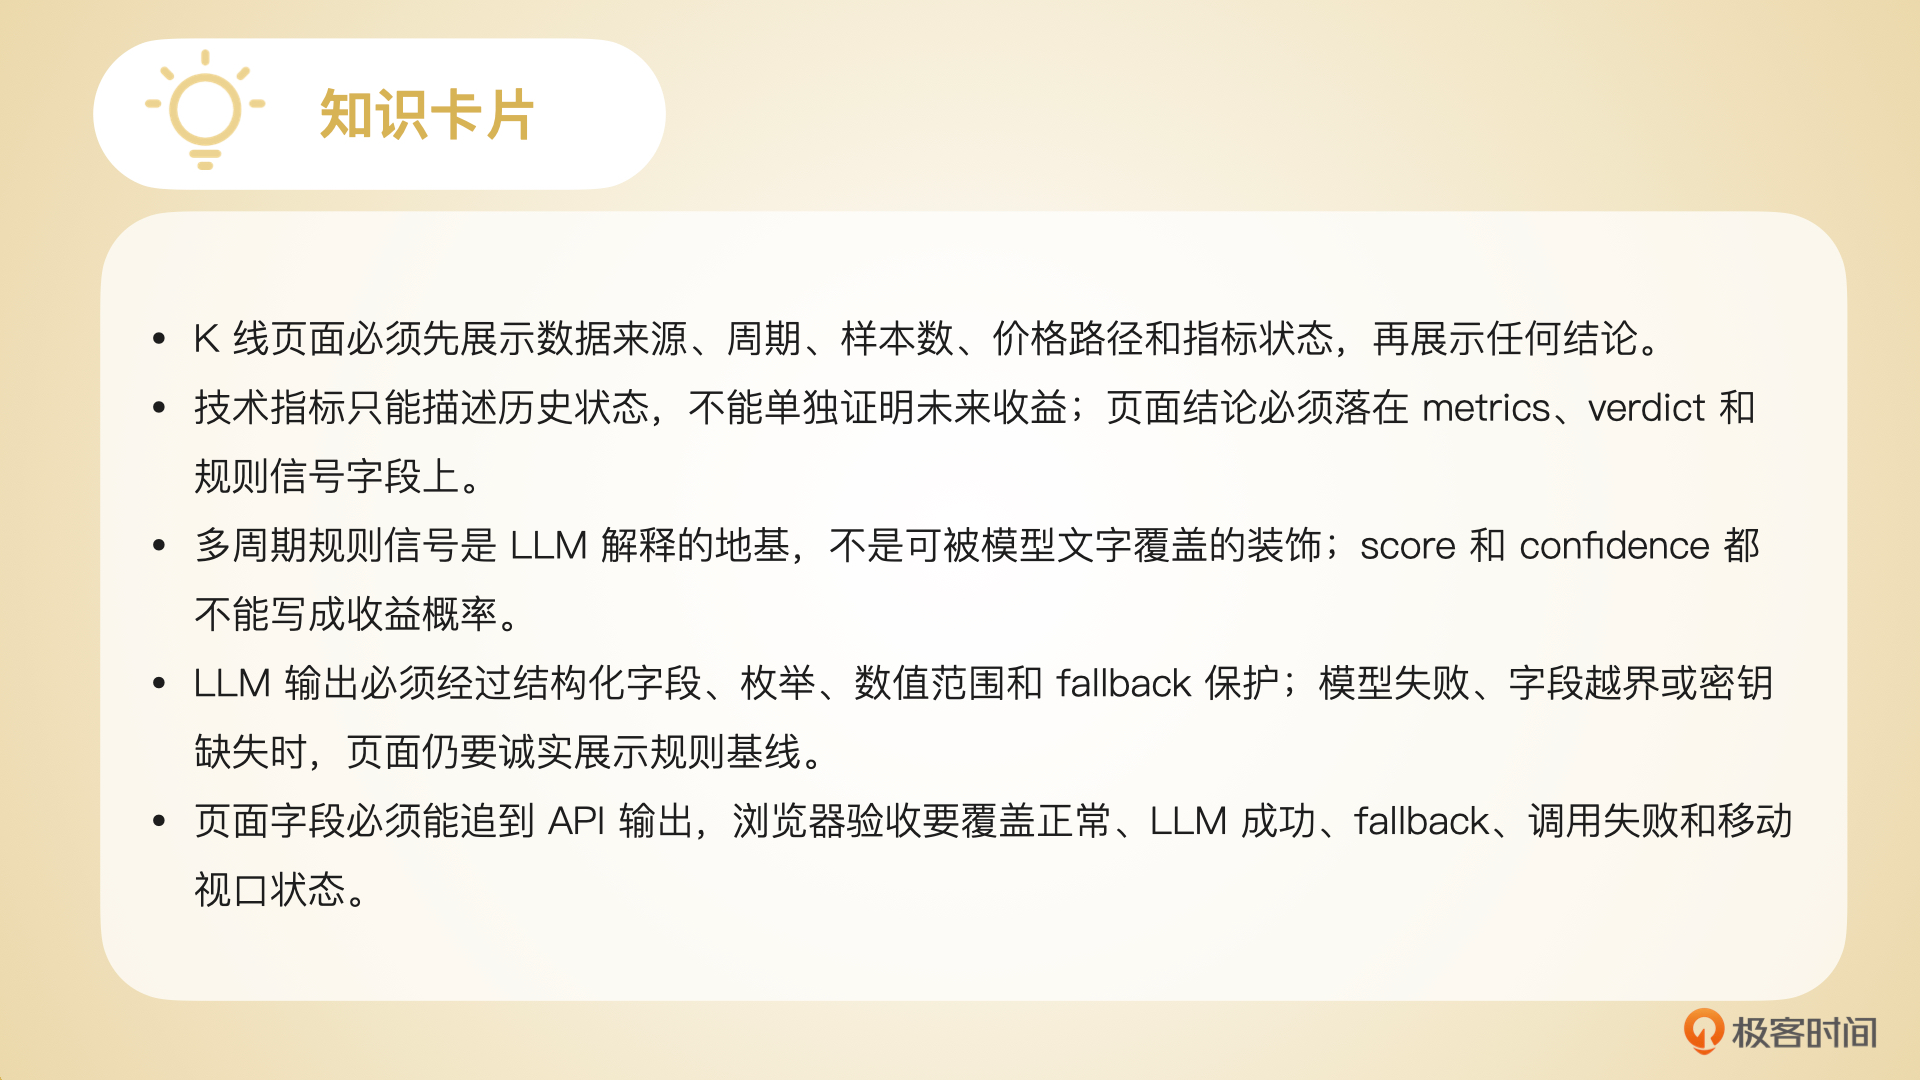 知识卡片
• K 线页面必须先展示数据来源、周期、样本数、价格路径和指标状态，再展示任何结论。
• 技术指标只能描述历史状态，不能单独证明未来收益；页面结论必须落在 metrics、verdict 和
规则信号字段上。
• 多周期规则信号是 LLM 解释的地基，不是可被模型文字覆盖的装饰；score 和 confidence 都
不能写成收益概率。
• LLM 输出必须经过结构化字段、枚举、数值范围和 fallback 保护；模型失败、字段越界或密钥
缺失时，页面仍要诚实展示规则基线。
• 页面字段必须能追到 API 输出，浏览器验收要覆盖正常、LLM 成功、fallback、调用失败和移动
视口状态。
极客时间